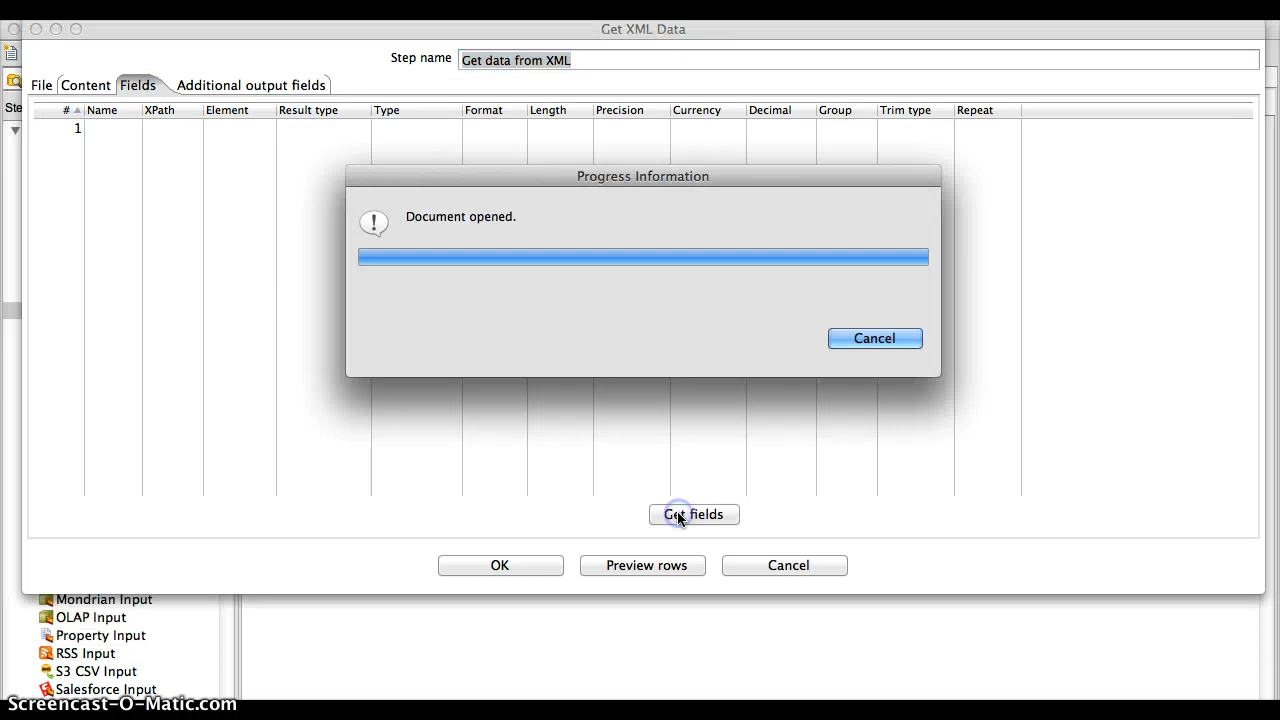 Get XML Data
Step name Get data from XML
File Content Fields Additional output fields
Ste
# Name XPath Element Result type Type Format Length Precision Currency Decimal Group Trim type Repeat
1
Progress Information
Document opened.
Cancel
Get fields
OK Preview rows Cancel
Mondrian Input
OLAP Input
Property Input
RSS Input
S3 CSV Input
Salesforce Input
Screencast-O-Matic.com